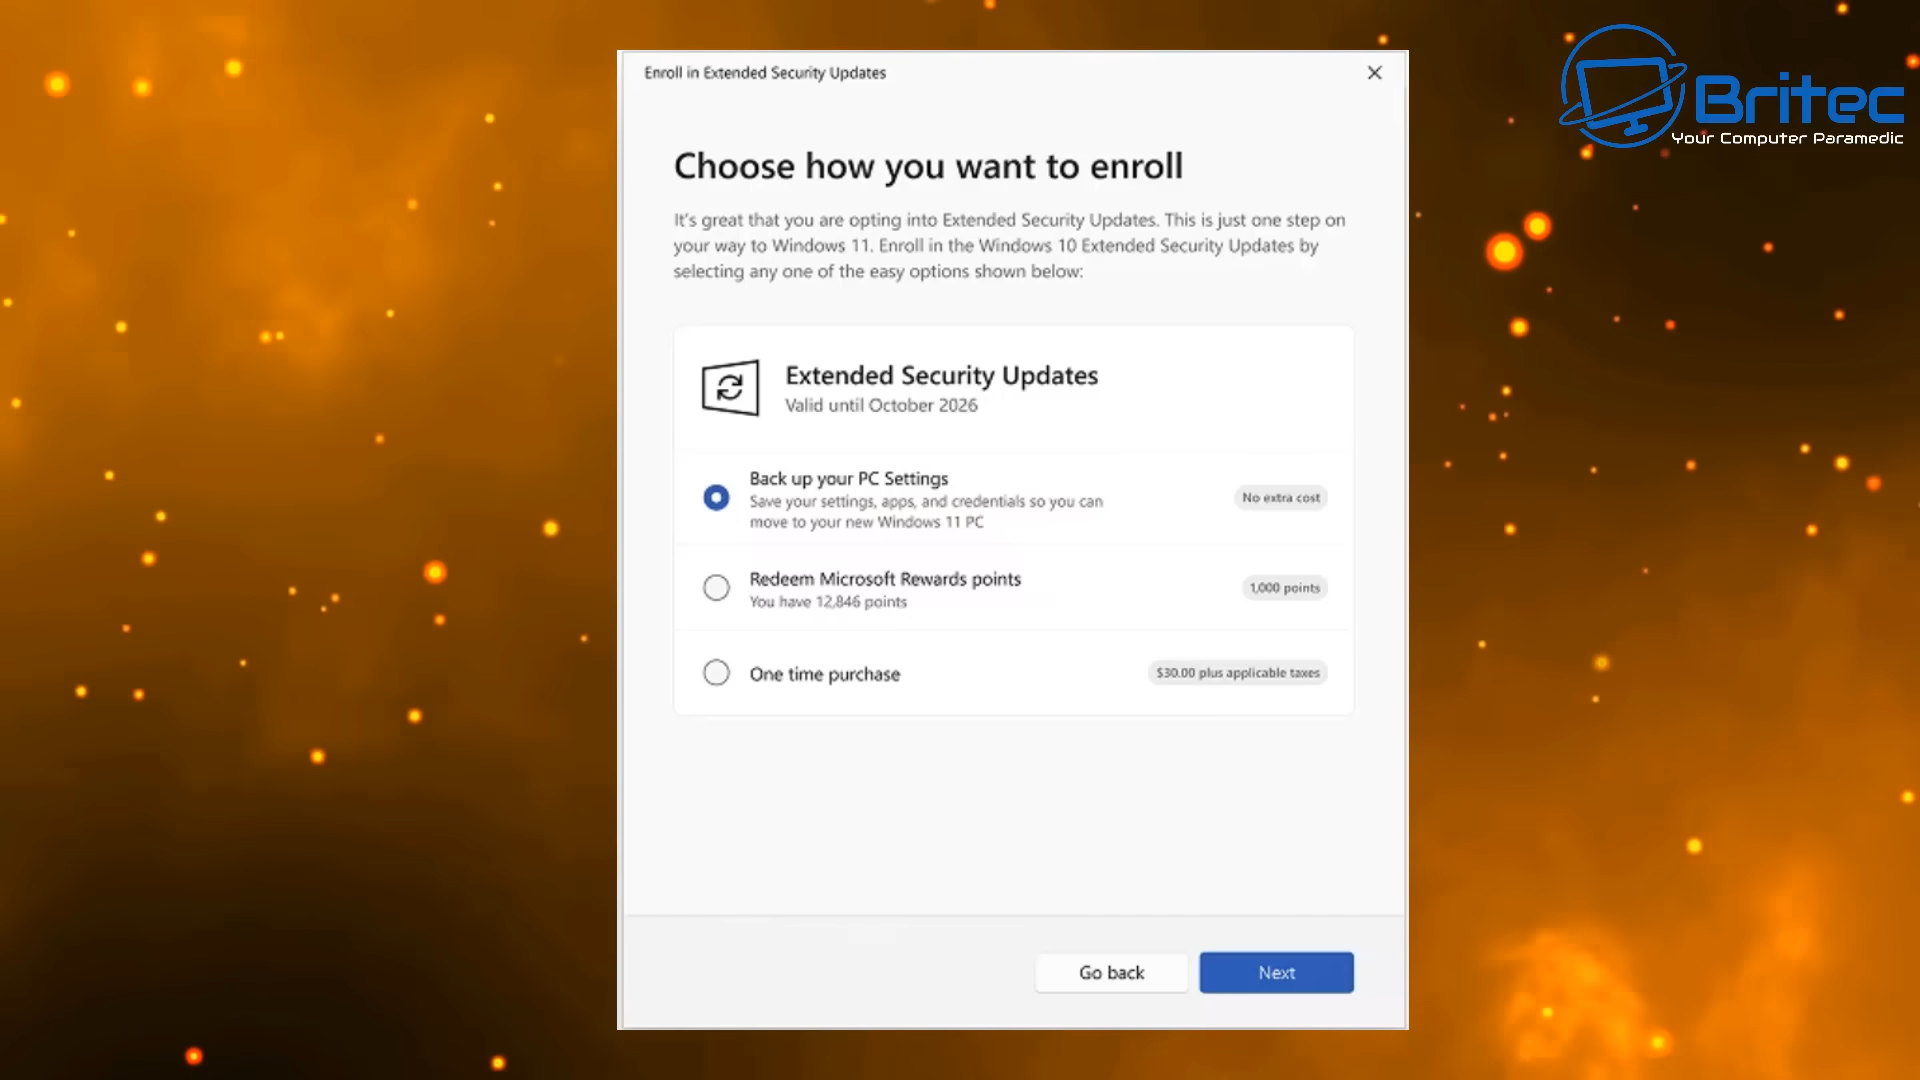 Enroll in Extended Security Updates
Britec
Your Computer Paramedic
Choose how you want to enroll
It's great that you are opting into Extended Security Updates. This is just one step on
your way to Windows 11. Enroll in the Windows 10 Extended Security Updates by
selecting any one of the easy options shown below:
Extended Security Updates
Valid until October 2026
Back up your PC Settings
Save your settings, apps, and credentials so you can
move to your new Windows 11 PC
No extra cost
Redeem Microsoft Rewards points
You have 12,846 points
1,000 points
One time purchase
$30.00 plus applicable taxes
Go back
Next